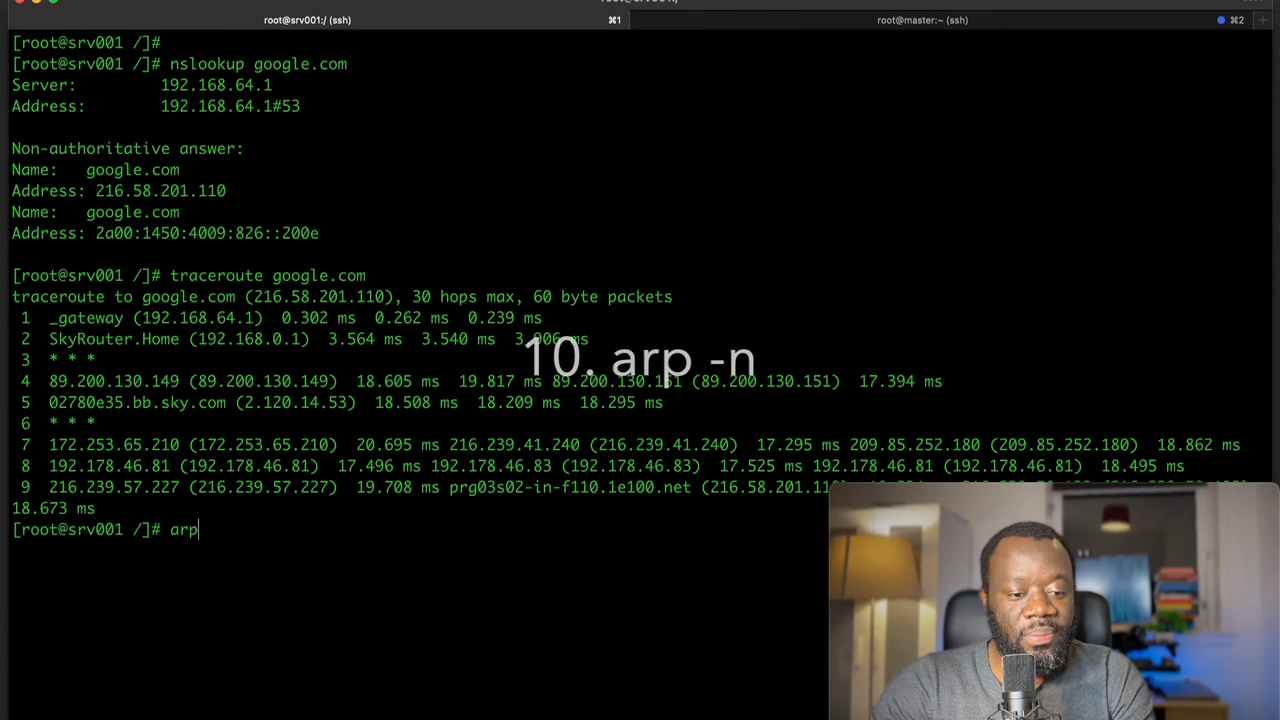 root@srv001:/ (ssh) ⌘1 root@master:~ (ssh) ⌘2
[root@srv001 /]#
[root@srv001 /]# nslookup google.com
Server: 192.168.64.1
Address: 192.168.64.1#53
Non-authoritative answer:
Name: google.com
Address: 216.58.201.110
Name: google.com
Address: 2a00:1450:4009:826::200e
[root@srv001 /]# traceroute google.com
traceroute to google.com (216.58.201.110), 30 hops max, 60 byte packets
1 _gateway (192.168.64.1) 0.302 ms 0.262 ms 0.239 ms
2 SkyRouter.Home (192.168.0.1) 3.564 ms 3.540 ms 3.906 ms
10. arp -n
3 * * *
4 89.200.130.149 (89.200.130.149) 18.605 ms 19.817 ms 89.200.130.151 (89.200.130.151) 17.394 ms
5 02780e35.bb.sky.com (2.120.14.53) 18.508 ms 18.209 ms 18.295 ms
6 * * *
7 172.253.65.210 (172.253.65.210) 20.695 ms 216.239.41.240 (216.239.41.240) 17.295 ms 209.85.252.180 (209.85.252.180) 18.862 ms
8 192.178.46.81 (192.178.46.81) 17.496 ms 192.178.46.83 (192.178.46.83) 17.525 ms 192.178.46.81 (192.178.46.81) 18.495 ms
9 216.239.57.227 (216.239.57.227) 19.708 ms prg03s02-in-f110.1e100.net
18.673 ms
[root@srv001 /]# arp